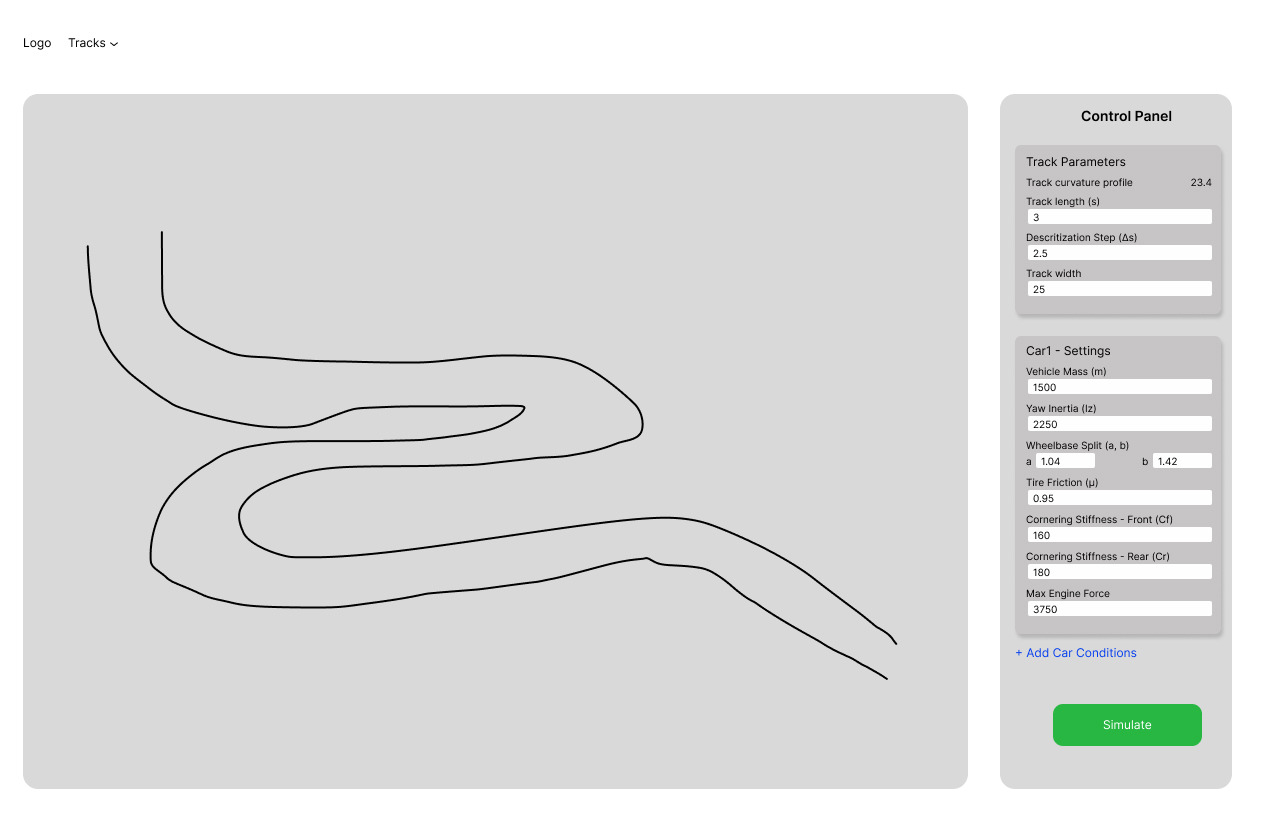 Logo Tracks
Control Panel
Track Parameters
Track curvature profile 23.4
Track length (s)
3
Descritization Step (Δs)
2.5
Track width
25
Car1 - Settings
Vehicle Mass (m)
1500
Yaw Inertia (Iz)
2250
Wheelbase Split (a, b)
a 1.04 b 1.42
Tire Friction (μ)
0.95
Cornering Stiffness - Front (Cf)
160
Cornering Stiffness - Rear (Cr)
180
Max Engine Force
3750
+ Add Car Conditions
Simulate